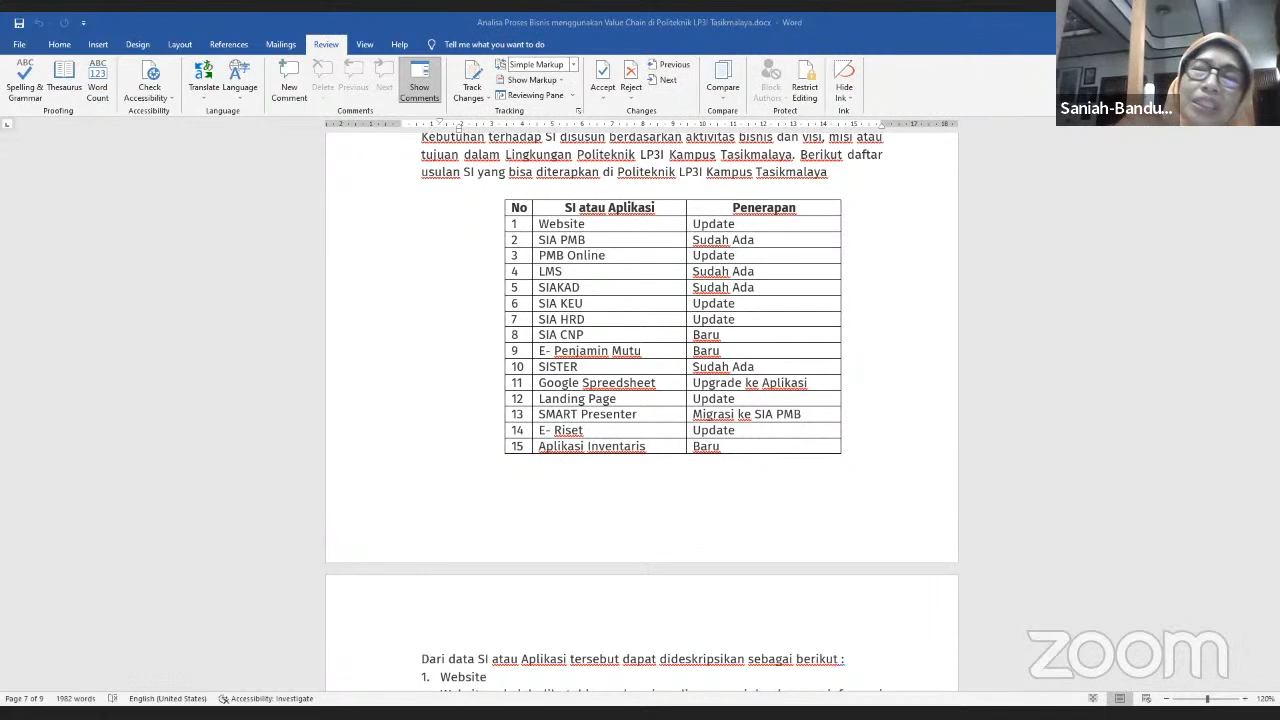 Analisa Proses Bisnis menggunakan Value Chain di Politeknik LP3I Tasikmalaya.docx - Word
File Home Insert Design Layout References Mailings Review View Help Tell me what you want to do
Spelling & Grammar Thesaurus Word Count Check Accessibility Translate Language New Comment Delete Previous Next Show Comments Track Changes Simple Markup Show Markup Reviewing Pane Accept Reject Previous Next Compare Block Authors Restrict Editing Hide Ink
Proofing Accessibility Language Comments Tracking Changes Compare Protect Ink
Saniah-Bandu...
Kebutuhan terhadap SI disusun berdasarkan aktivitas bisnis dan visi, misi atau
tujuan dalam Lingkungan Politeknik LP3I Kampus Tasikmalaya. Berikut daftar
usulan SI yang bisa diterapkan di Politeknik LP3I Kampus Tasikmalaya
No SI atau Aplikasi Penerapan
1 Website Update
2 SIA PMB Sudah Ada
3 PMB Online Update
4 LMS Sudah Ada
5 SIAKAD Sudah Ada
6 SIA KEU Update
7 SIA HRD Update
8 SIA CNP Baru
9 E- Penjamin Mutu Baru
10 SISTER Sudah Ada
11 Google Spreedsheet Upgrade ke Aplikasi
12 Landing Page Update
13 SMART Presenter Migrasi ke SIA PMB
14 E- Riset Update
15 Aplikasi Inventaris Baru
Dari data SI atau Aplikasi tersebut dapat dideskripsikan sebagai berikut :
1. Website
zoom
Page 7 of 9 1982 words English (United States) Accessibility: Investigate 120%